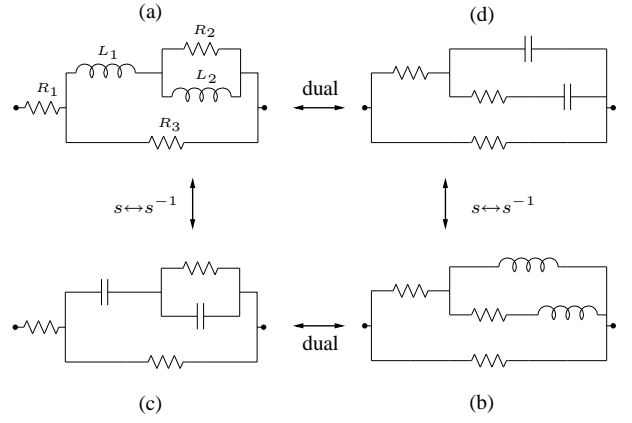 (a)
(d)
R₂
L₁
R₁
L₂
dual
R₃
s↔s⁻¹
s↔s⁻¹
dual
(c)
(b)